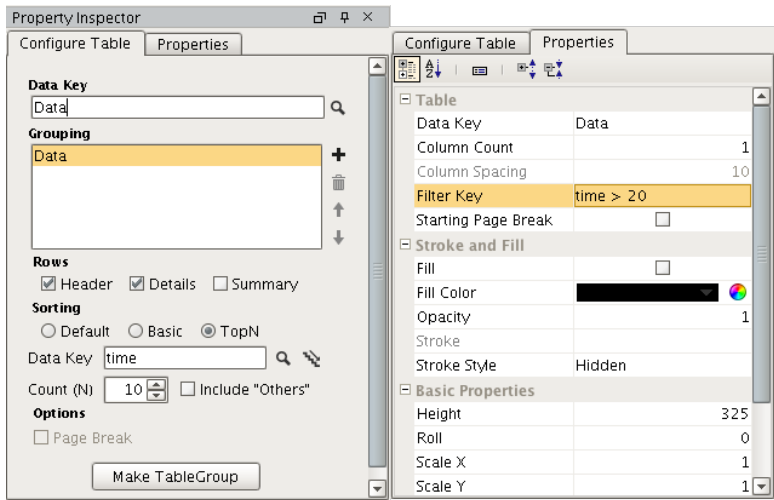 Property Inspector
Configure Table Properties
Data Key
Data
Grouping
Data
Rows
Header Details Summary
Sorting
Default Basic TopN
Data Key time
Count (N) 10 Include "Others"
Options
Page Break
Make TableGroup
Configure Table Properties
Table
Data Key Data
Column Count 1
Column Spacing 10
Filter Key time > 20
Starting Page Break
Stroke and Fill
Fill
Fill Color
Opacity 1
Stroke
Stroke Style Hidden
Basic Properties
Height 325
Roll 0
Scale X 1
Scale Y 1